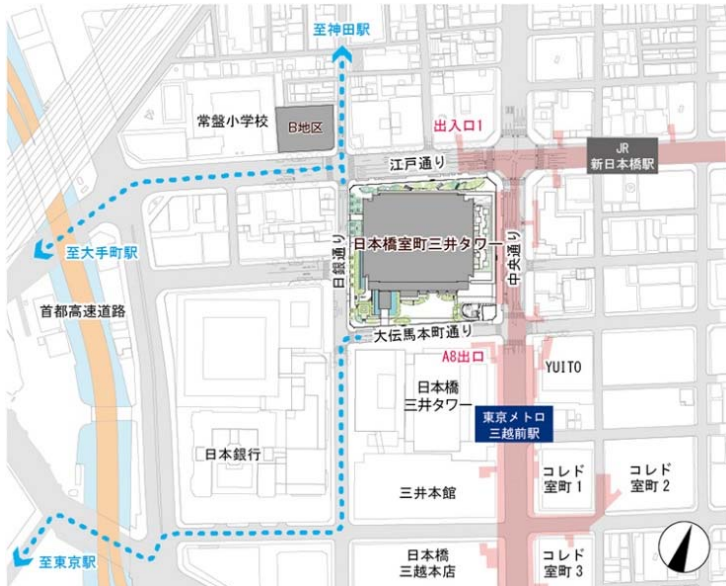 至神田駅
常盤小学校
B地区
出入口1
江戸通り
JR
新日本橋駅
至大手町駅
日銀通り
日本橋室町三井タワー
中央通り
首都高速道路
大伝馬本町通り
A8出口
YUITO
日本橋
三井タワー
東京メトロ
三越前駅
日本銀行
三井本館
コレド
室町1
コレド
室町2
至東京駅
日本橋
三越本店
コレド
室町3